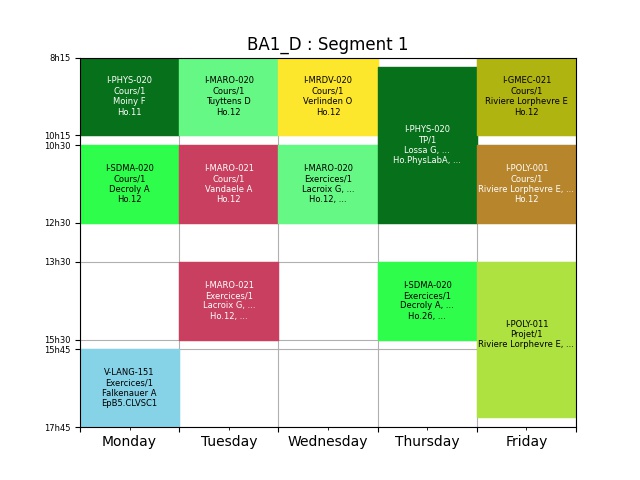 BA1_D : Segment 1
8h15
I-PHYS-020
Cours/1
Moiny F
Ho.11
I-MARO-020
Cours/1
Tuyttens D
Ho.12
I-MRDV-020
Cours/1
Verlinden O
Ho.12
I-PHYS-020
TP/1
Lossa G, ...
Ho.PhysLabA, ...
I-GMEC-021
Cours/1
Riviere Lorphevre E
Ho.12
10h15
10h30
I-SDMA-020
Cours/1
Decroly A
Ho.12
I-MARO-021
Cours/1
Vandaele A
Ho.12
I-MARO-020
Exercices/1
Lacroix G, ...
Ho.12, ...
I-POLY-001
Cours/1
Riviere Lorphevre E, ...
Ho.12
12h30
13h30
I-MARO-021
Exercices/1
Lacroix G, ...
Ho.12, ...
I-SDMA-020
Exercices/1
Decroly A, ...
Ho.26, ...
I-POLY-011
Projet/1
Riviere Lorphevre E, ...
15h30
15h45
V-LANG-151
Exercices/1
Falkenauer A
EpB5.CLVSC1
17h45
Monday
Tuesday
Wednesday
Thursday
Friday